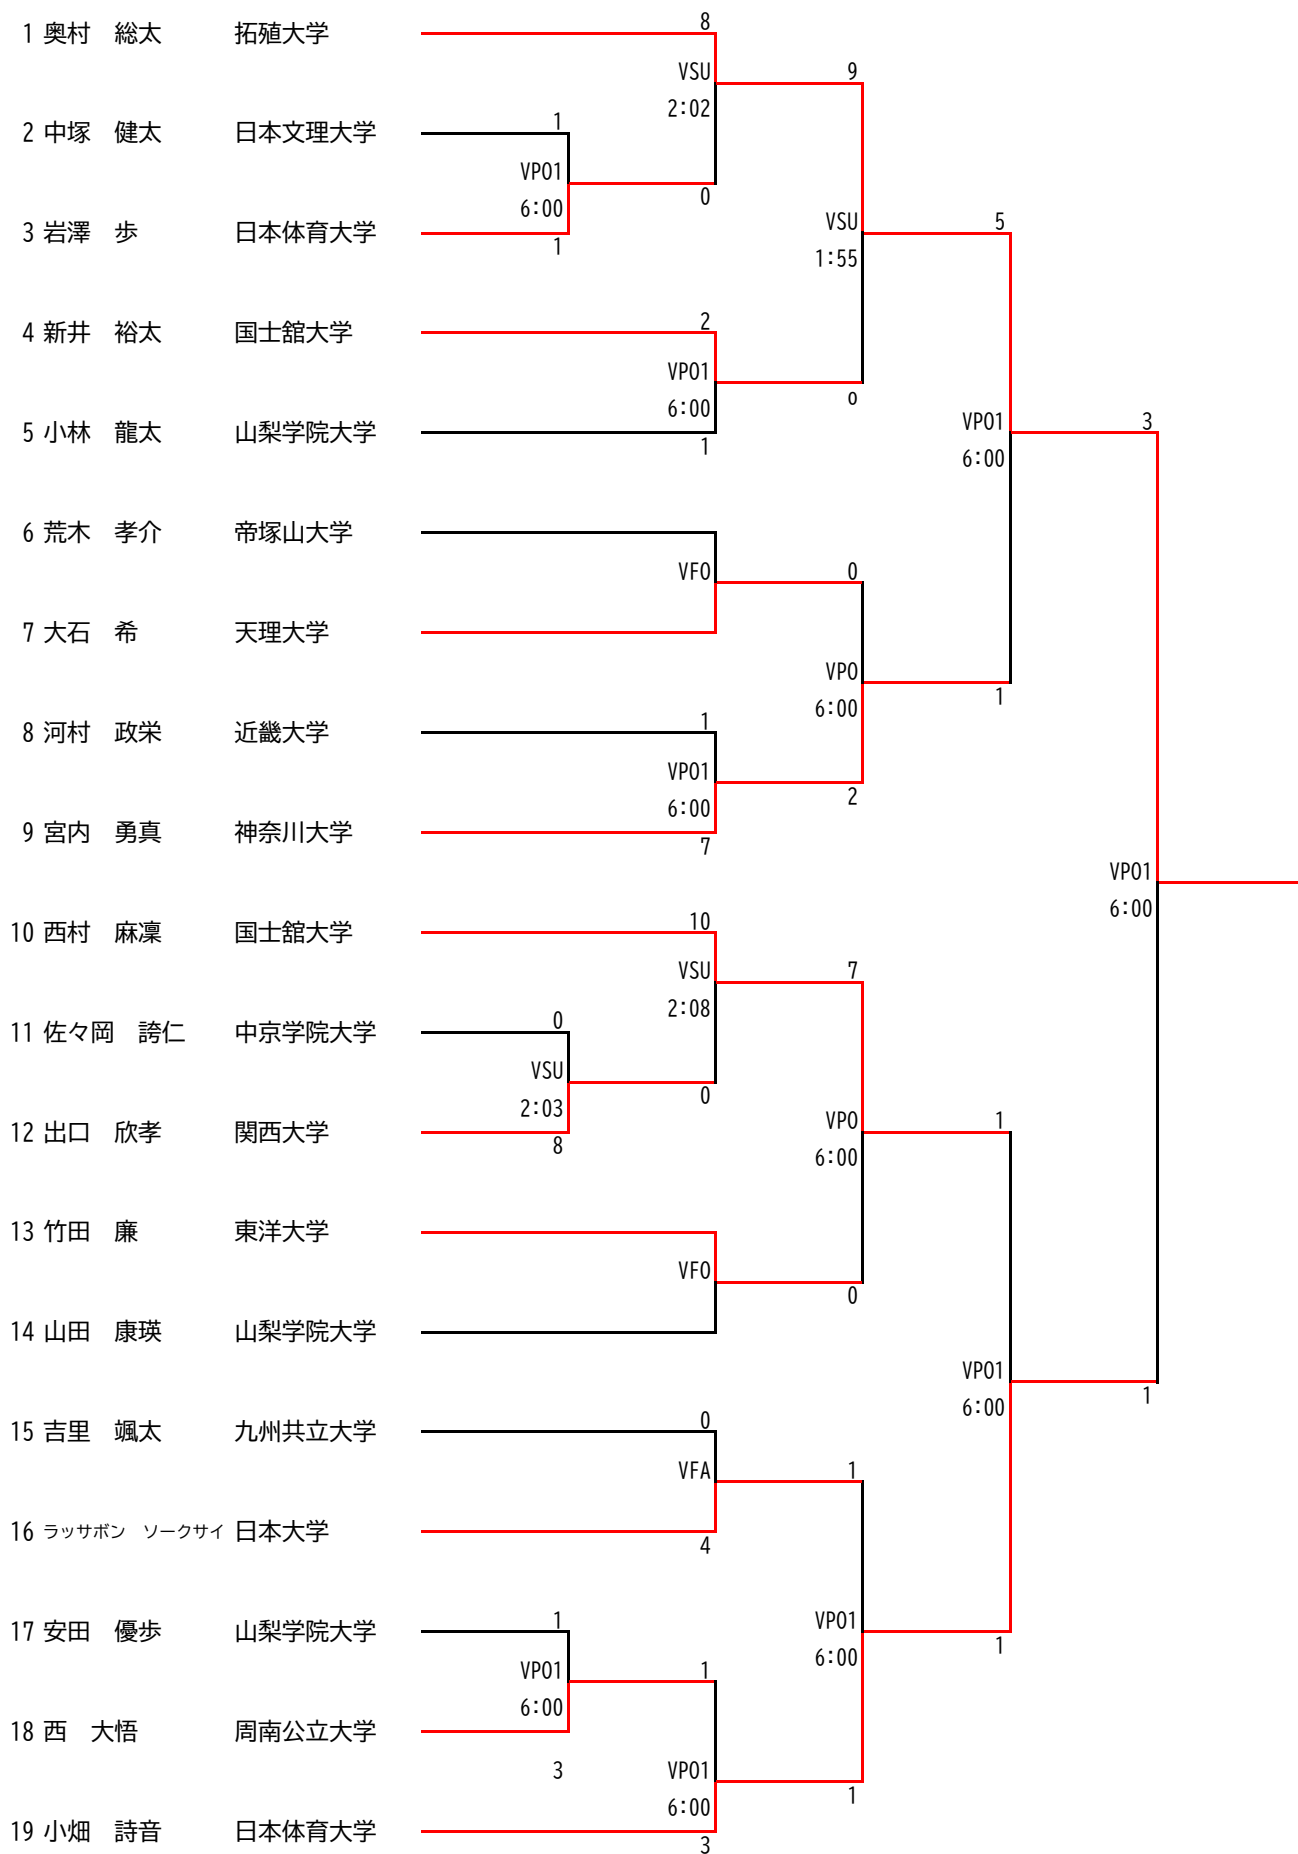 8
1 奥村　総太 拓殖大学
VSU 9
2:02
2 中塚　健太 日本文理大学 1
VPO1
6:00 0
3 岩澤　歩 日本体育大学 VSU 5
1 1:55
4 新井　裕太 国士舘大学 2
VPO1
6:00 o
5 小林　龍太 山梨学院大学 VPO1 3
1 6:00
6 荒木　孝介 帝塚山大学
VFO 0
7 大石　希 天理大学
VPO
6:00 1
8 河村　政栄 近畿大学 1
VPO1
6:00 2
9 宮内　勇真 神奈川大学
7
VPO1
6:00
10 西村　麻凜 国士舘大学 10
VSU 7
2:08
11 佐々岡　誇仁 中京学院大学 0
VSU
2:03 0
12 出口　欣孝 関西大学 VPO 1
8 6:00
13 竹田　廉 東洋大学
VFO
0
14 山田　康瑛 山梨学院大学
VPO1
6:00 1
15 吉里　颯太 九州共立大学 0
VFA 1
16 ラッサボン　ソークサイ 日本大学
4
17 安田　優歩 山梨学院大学 1 VPO1
6:00 1
VPO1 1
6:00
18 西　大悟 周南公立大学
3 VPO1
6:00 1
19 小畑　詩音 日本体育大学
3